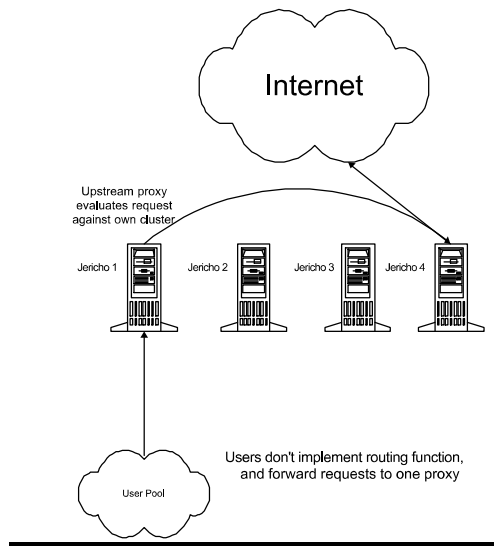 Internet
Upstream proxy
evaluates request
against own cluster
Jericho 1
Jericho 2
Jericho 3
Jericho 4
Users don't implement routing function,
and forward requests to one proxy
User Pool